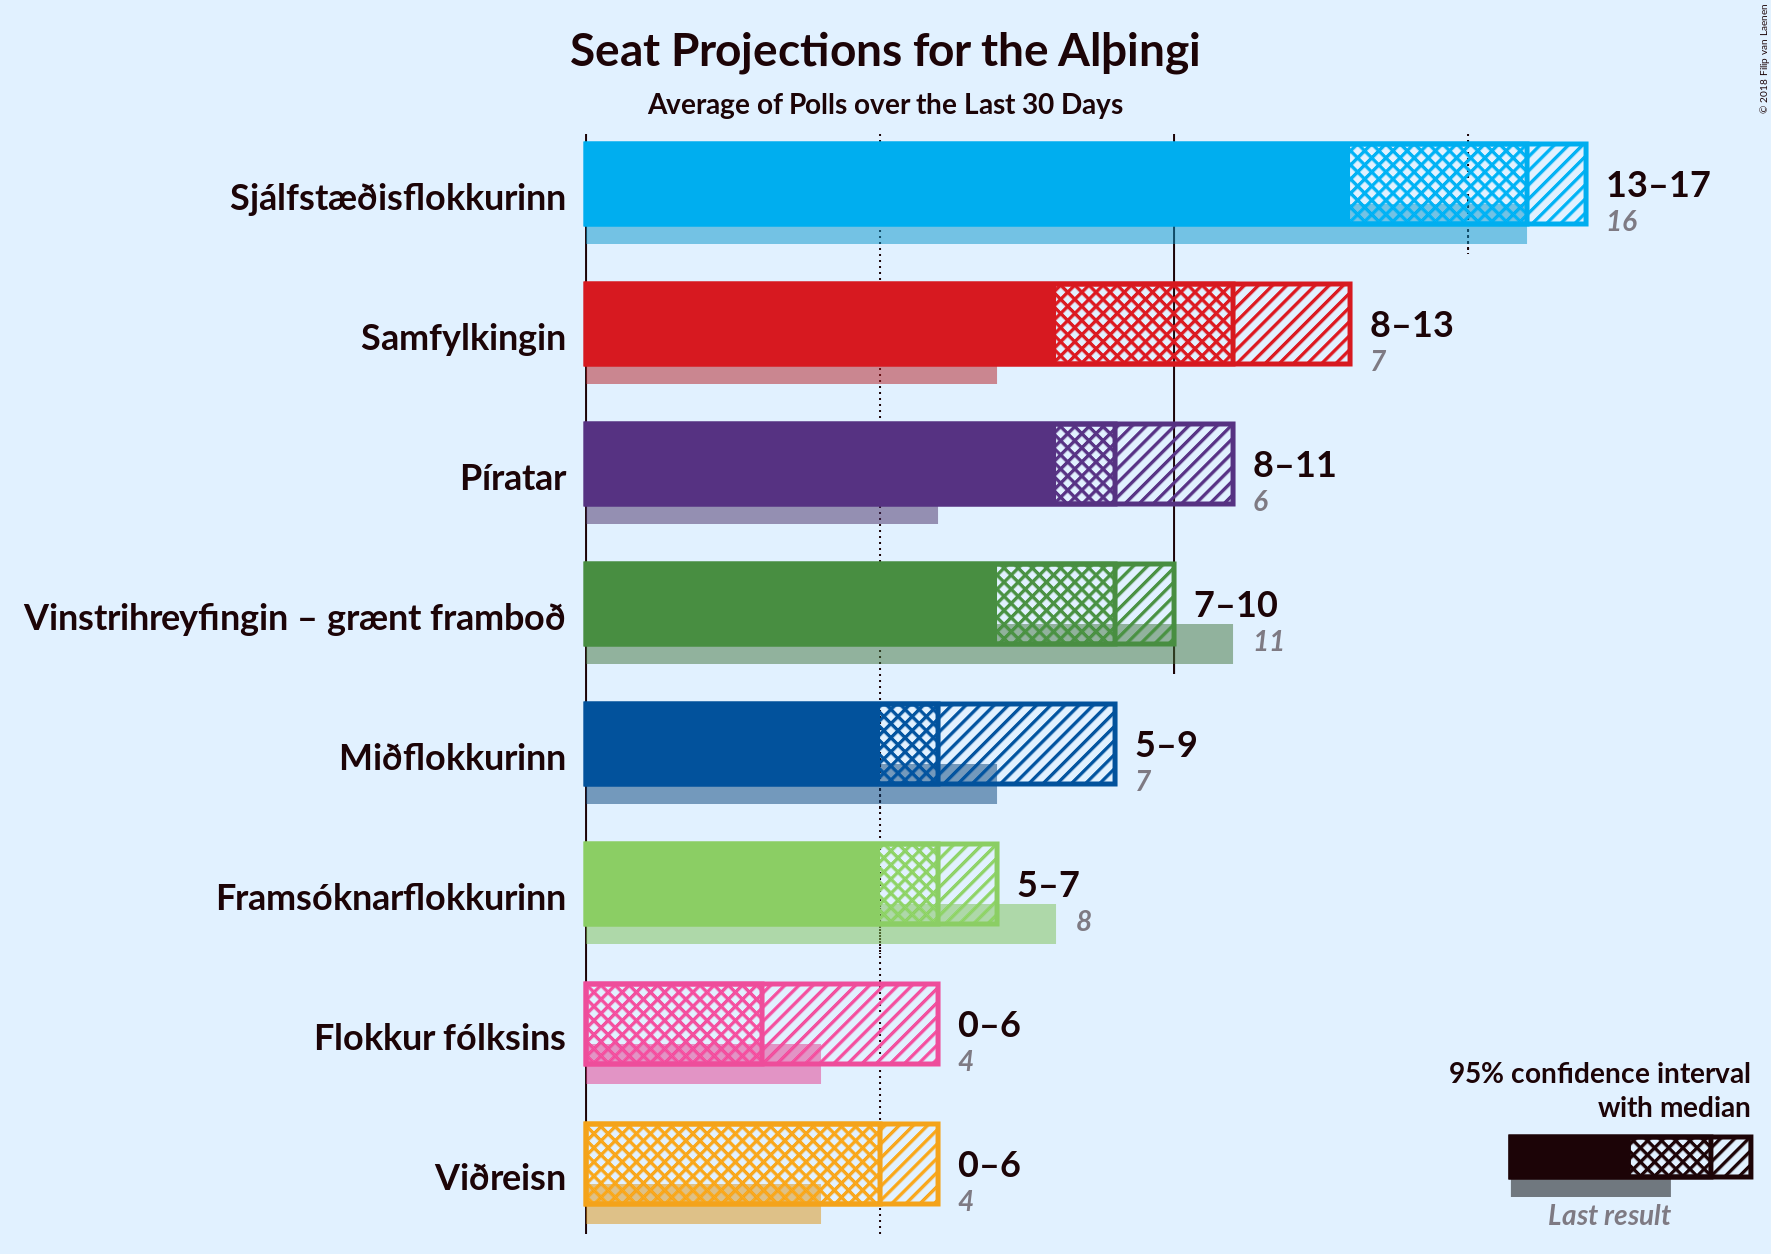 Seat Projections for the Alþingi
Average of Polls over the Last 30 Days
© 2018 Filip van Laenen
Sjálfstæðisflokkurinn
13–17
16
Samfylkingin
8–13
7
Píratar
8–11
6
Vinstrihreyfingin – grænt framboð
7–10
11
Miðflokkurinn
5–9
7
Framsóknarflokkurinn
5–7
8
Flokkur fólksins
0–6
4
Viðreisn
0–6
4
95% confidence interval
with median
Last result